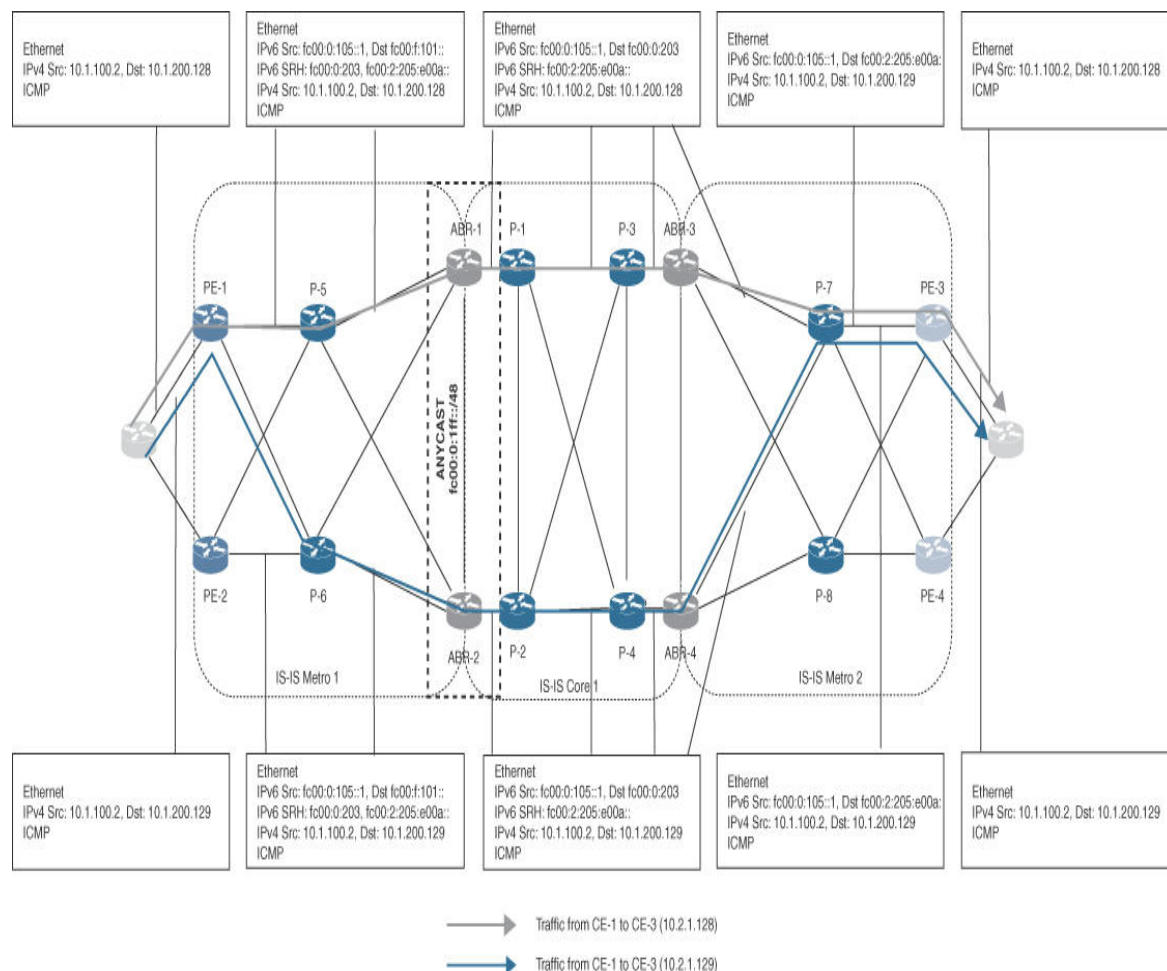 Ethernet
IPv4 Src: 10.1.100.2, Dst: 10.1.200.128
ICMP
Ethernet
IPv6 Src: fc00:0:105::1, Dst fc00:f:101::
IPv6 SRH: fc00:0:203, fc00:2:205:e00a::
IPv4 Src: 10.1.100.2, Dst: 10.1.200.128
ICMP
Ethernet
IPv6 Src: fc00:0:105::1, Dst fc00:0:203
IPv6 SRH: fc00:2:205:e00a::
IPv4 Src: 10.1.100.2, Dst: 10.1.200.128
ICMP
Ethernet
IPv6 Src: fc00:0:105::1, Dst fc00:2:205:e00a:
IPv4 Src: 10.1.100.2, Dst: 10.1.200.129
ICMP
Ethernet
IPv4 Src: 10.1.100.2, Dst: 10.1.200.128
ICMP
ABR-1
P-1
P-3
ABR-3
PE-1
P-5
P-7
PE-3
ANYCAST
fc00:0:1ff::/48
PE-2
P-6
ABR-2
P-2
P-4
ABR-4
P-8
PE-4
IS-IS Metro 1
IS-IS Core 1
IS-IS Metro 2
Ethernet
IPv4 Src: 10.1.100.2, Dst: 10.1.200.129
ICMP
Ethernet
IPv6 Src: fc00:0:105::1, Dst fc00:f:101::
IPv6 SRH: fc00:0:203, fc00:2:205:e00a::
IPv4 Src: 10.1.100.2, Dst: 10.1.200.129
ICMP
Ethernet
IPv6 Src: fc00:0:105::1, Dst fc00:0:203
IPv6 SRH: fc00:2:205:e00a::
IPv4 Src: 10.1.100.2, Dst: 10.1.200.129
ICMP
Ethernet
IPv6 Src: fc00:0:105::1, Dst fc00:2:205:e00a:
IPv4 Src: 10.1.100.2, Dst: 10.1.200.129
ICMP
Ethernet
IPv4 Src: 10.1.100.2, Dst: 10.1.200.129
ICMP
Traffic from CE-1 to CE-3 (10.2.1.128)
Traffic from CE-1 to CE-3 (10.2.1.129)